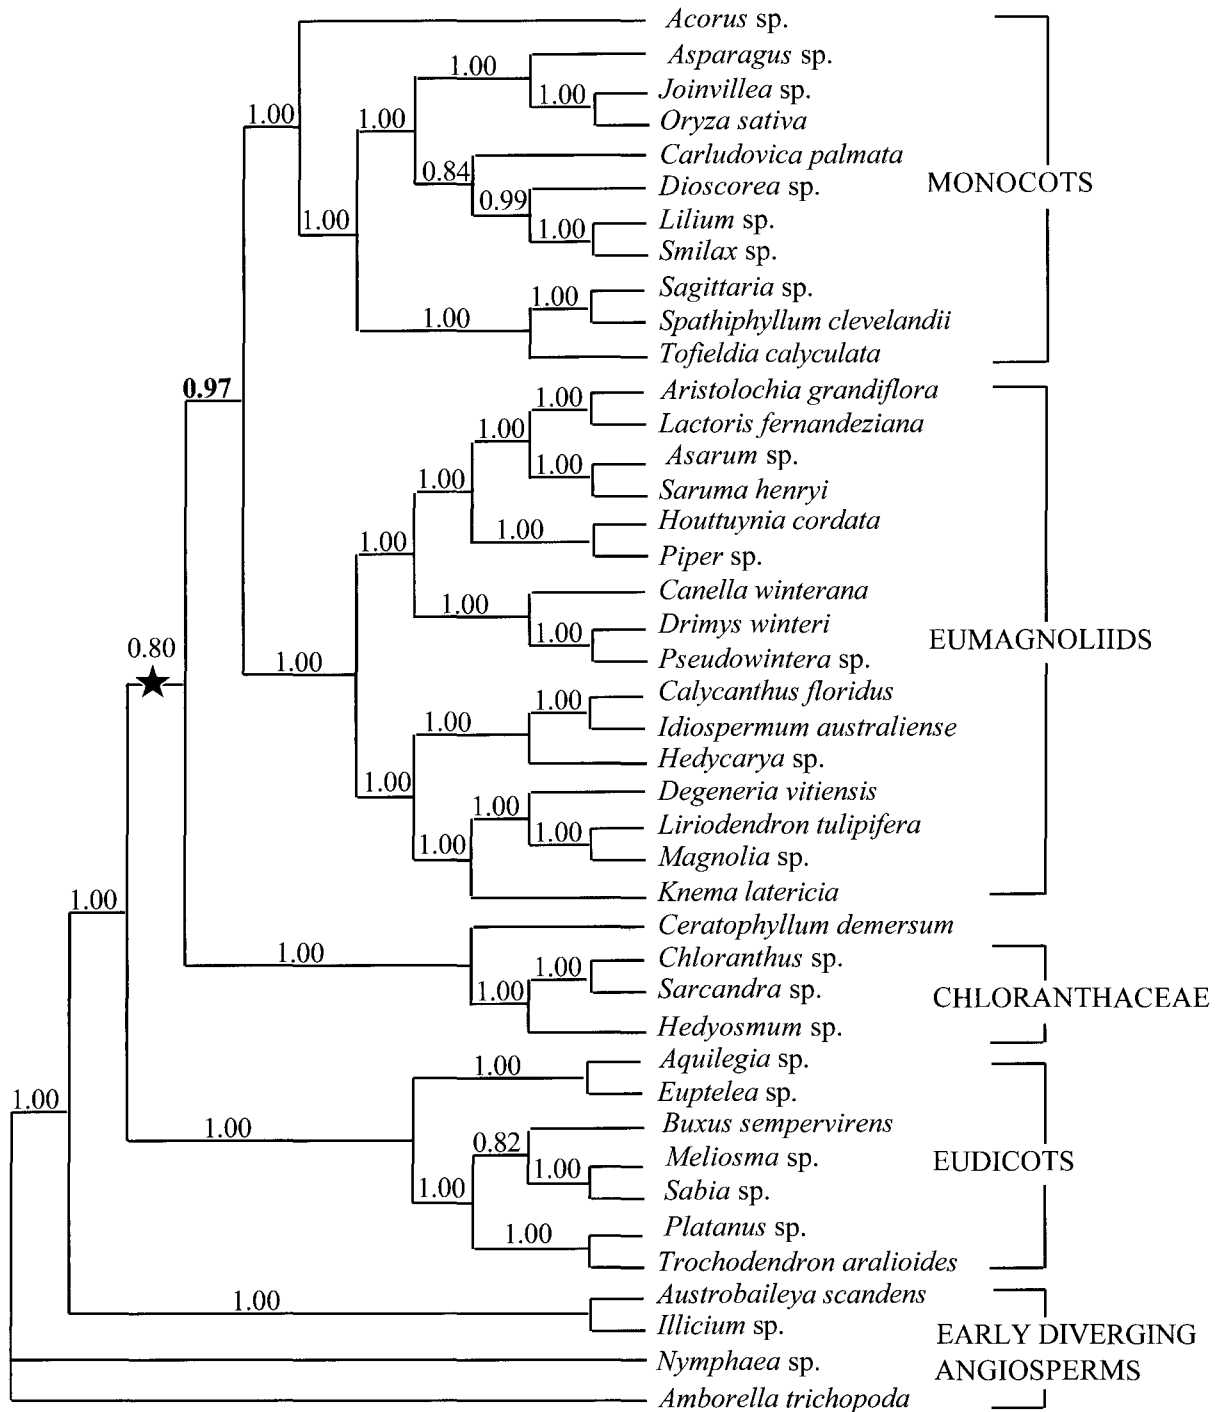 Acorus sp.
1.00 Asparagus sp.
1.00 Joinvillea sp.
1.00 1.00 Oryza sativa
0.84 Carludovica palmata
MONOCOTS
0.99 Dioscorea sp.
1.00 1.00 Lilium sp.
Smilax sp.
1.00 Sagittaria sp.
1.00 Spathiphyllum clevelandii
Tofieldia calyculata
0.97 1.00 Aristolochia grandiflora
1.00 Lactoris fernandeziana
1.00 Asarum sp.
1.00 Saruma henryi
1.00 1.00 Houttuynia cordata
Piper sp.
1.00 Canella winterana
0.80 1.00 Drimys winteri
EUMAGNOLIIDS
1.00 Pseudowintera sp.
1.00 Calycanthus floridus
1.00 Idiospermum australiense
Hedycarya sp.
1.00 1.00 Degeneria vitiensis
1.00 1.00 Liriodendron tulipifera
Magnolia sp.
1.00 Knema latericia
Ceratophyllum demersum
1.00 1.00 Chloranthus sp.
1.00 Sarcandra sp.
CHLORANTHACEAE
Hedyosmum sp.
1.00 Aquilegia sp.
1.00 Euptelea sp.
1.00 0.82 Buxus sempervirens
1.00 Meliosma sp.
EUDICOTS
1.00 Sabia sp.
1.00 Platanus sp.
Trochodendron aralioides
1.00 Austrobaileya scandens
Illicium sp.
EARLY DIVERGING
Nymphaea sp.
ANGIOSPERMS
Amborella trichopoda